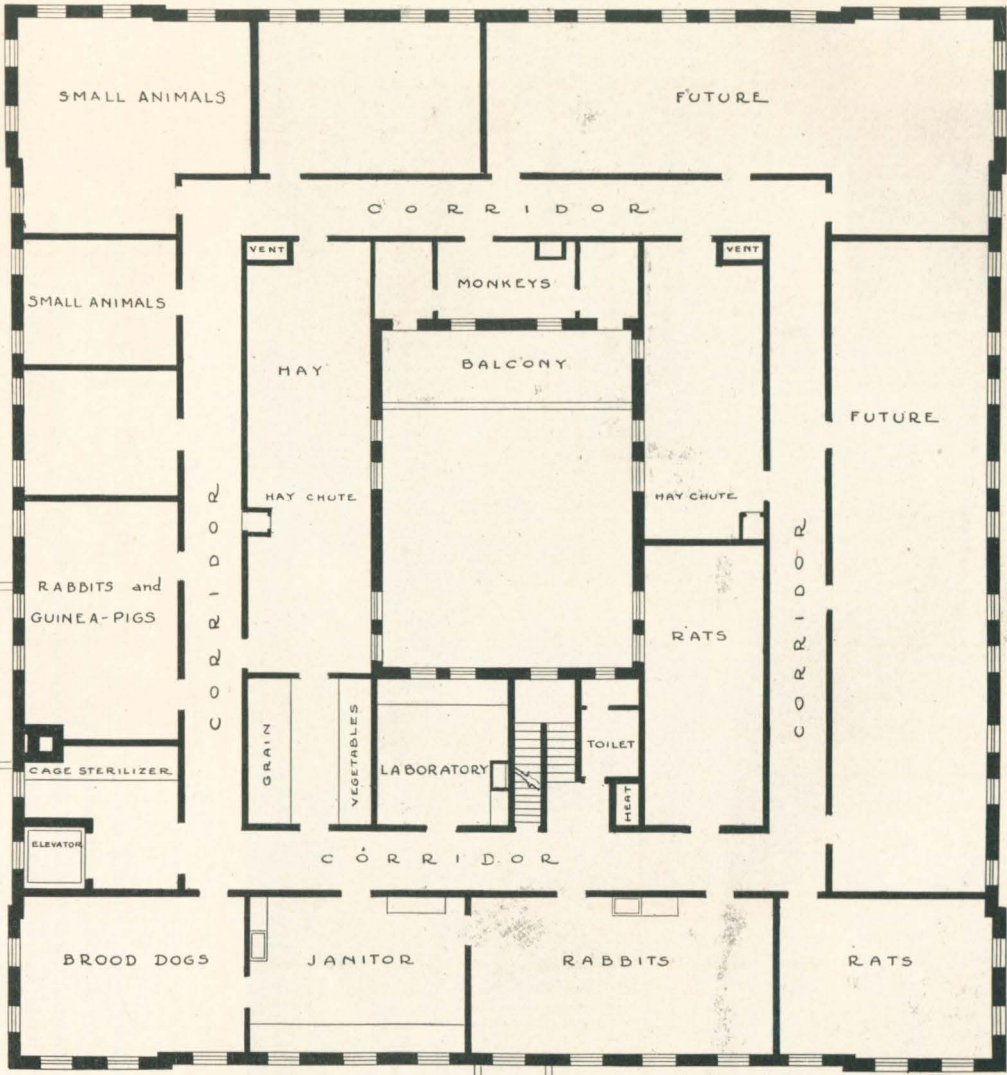 SMALL ANIMALS
FUTURE
CORRIDOR
VENT
VENT
MONKEYS
SMALL ANIMALS
HAY
BALCONY
FUTURE
HAY CHUTE
HAY CHUTE
CORRIDOR
CORRIDOR
RABBITS and
GUINEA-PIGS
RATS
GRAIN
VEGETABLES
LABORATORY
TOILET
HEAT
CAGE STERILIZER
ELEVATOR
CORRIDOR
BROOD DOGS
JANITOR
RABBITS
RATS